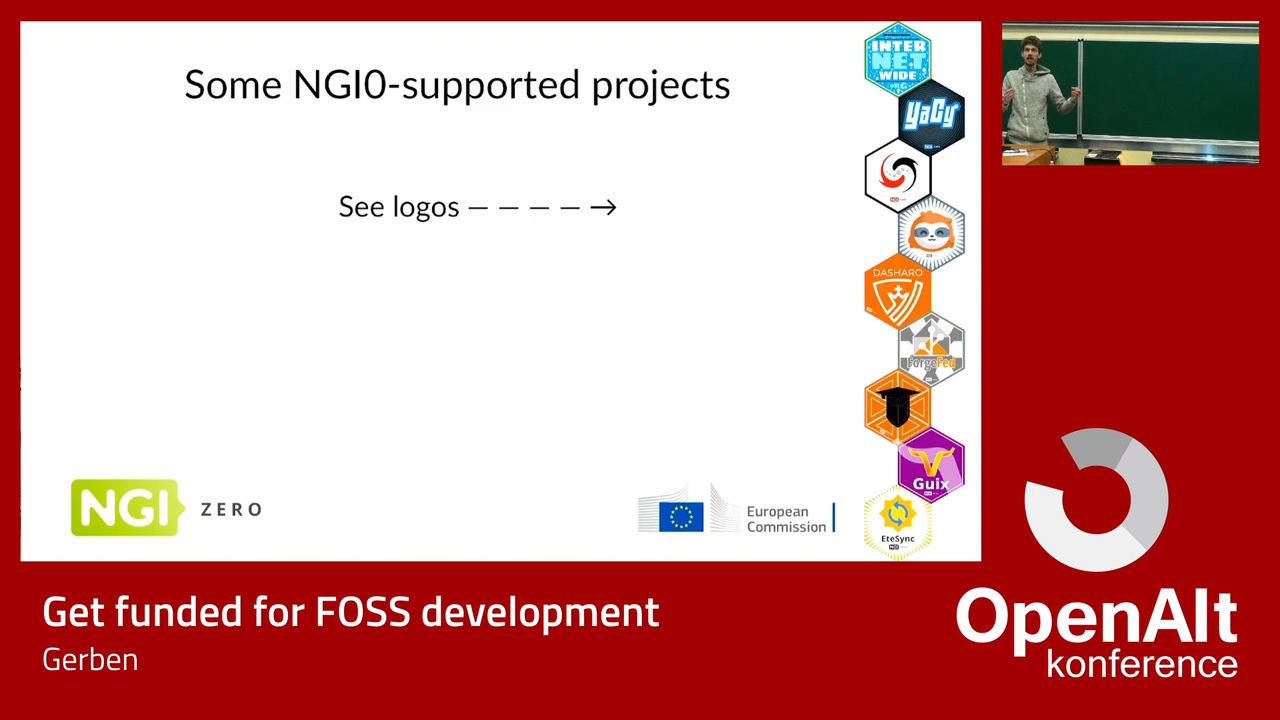 Some NGI0-supported projects
See logos – – – – →
INTER
NET
WIDE
ORG
YaCy
DASHARO
ForgeFed
Guix
EteSync
NGI ZERO
European
Commission
Get funded for FOSS development
Gerben
OpenAlt
konference